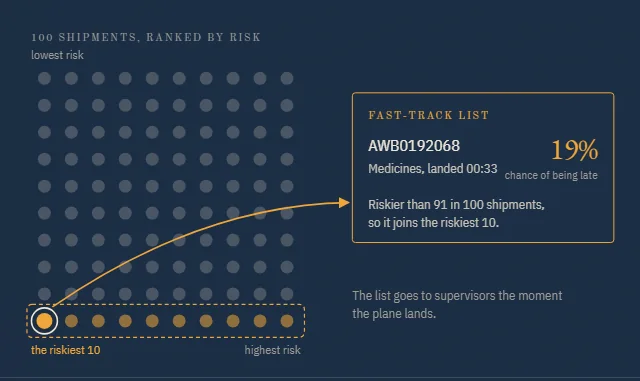 100 SHIPMENTS, RANKED BY RISK
lowest risk
FAST-TRACK LIST
AWB0192068
19%
Medicines, landed 00:33
chance of being late
Riskier than 91 in 100 shipments,
so it joins the riskiest 10.
The list goes to supervisors the moment
the plane lands.
the riskiest 10
highest risk